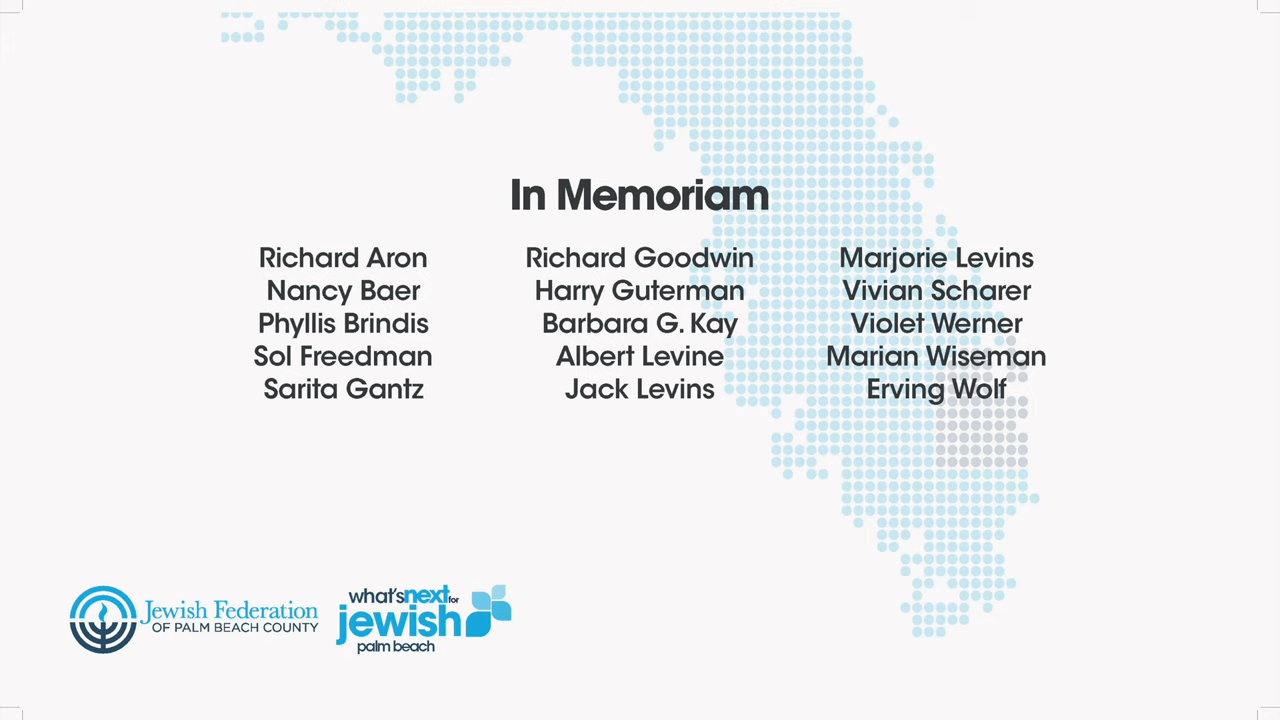 In Memoriam
Richard Aron
Nancy Baer
Phyllis Brindis
Sol Freedman
Sarita Gantz
Richard Goodwin
Harry Guterman
Barbara G. Kay
Albert Levine
Jack Levins
Marjorie Levins
Vivian Scharer
Violet Werner
Marian Wiseman
Erving Wolf
Jewish Federation
OF PALM BEACH COUNTY
what'snext for
jewish
palm beach